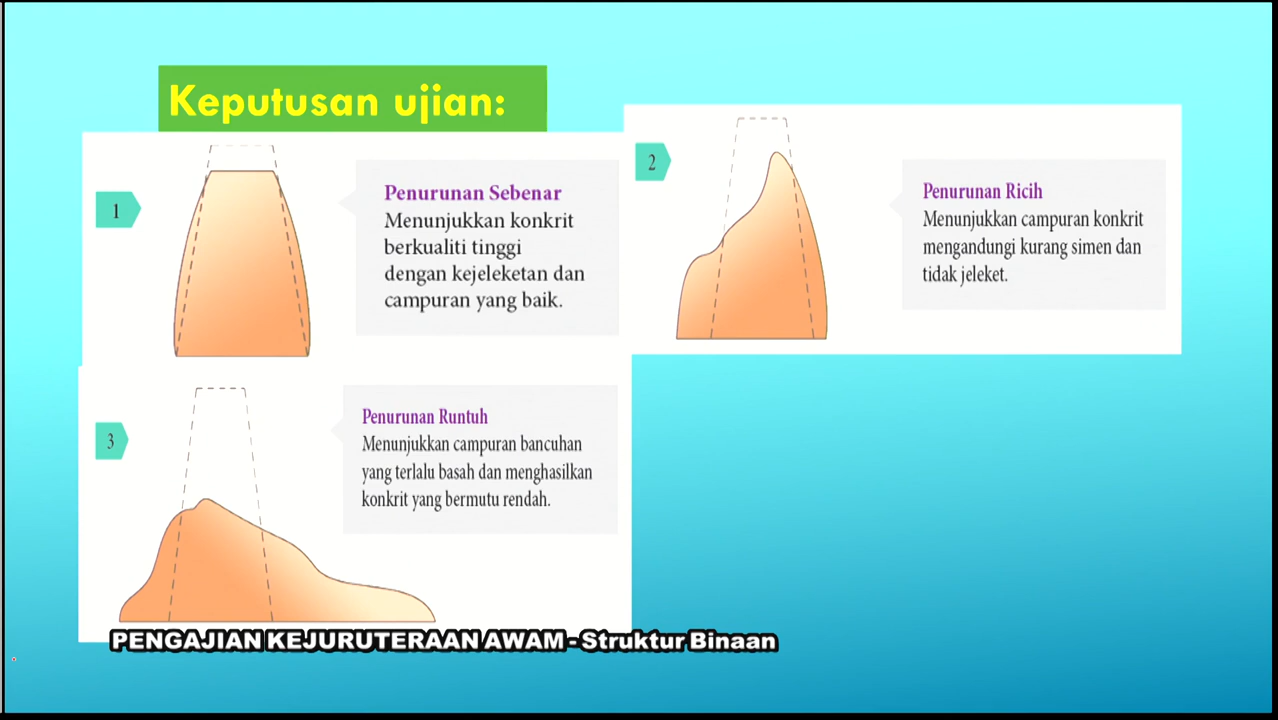 Keputusan ujian:
1
Penurunan Sebenar
Menunjukkan konkrit
berkualiti tinggi
dengan kejeleketan dan
campuran yang baik.
2
Penurunan Ricih
Menunjukkan campuran konkrit
mengandungi kurang simen dan
tidak jeleket.
3
Penurunan Runtuh
Menunjukkan campuran bancuhan
yang terlalu basah dan menghasilkan
konkrit yang bermutu rendah.
PENGAJIAN KEJURUTERAAN AWAM - Struktur Binaan